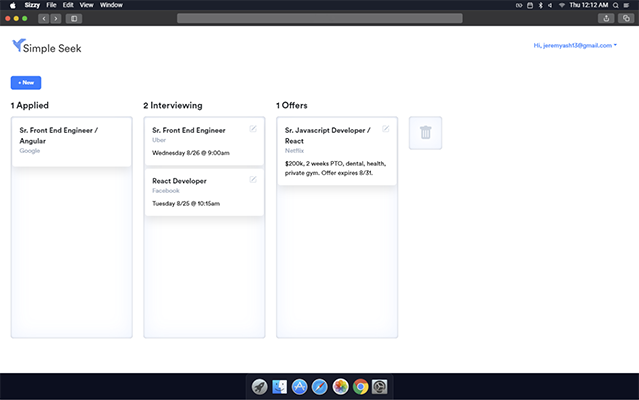 Sizzy File Edit View Window
Thu 12:12 AM
Simple Seek
Hi, jeremyash13@gmail.com
+ New
1 Applied
Sr. Front End Engineer /
Angular
Google
2 Interviewing
Sr. Front End Engineer
Uber
Wednesday 8/26 @ 9:00am
React Developer
Facebook
Tuesday 8/25 @ 10:15am
1 Offers
Sr. Javascript Developer /
React
Netflix
$200k, 2 weeks PTO, dental, health,
private gym. Offer expires 8/31.